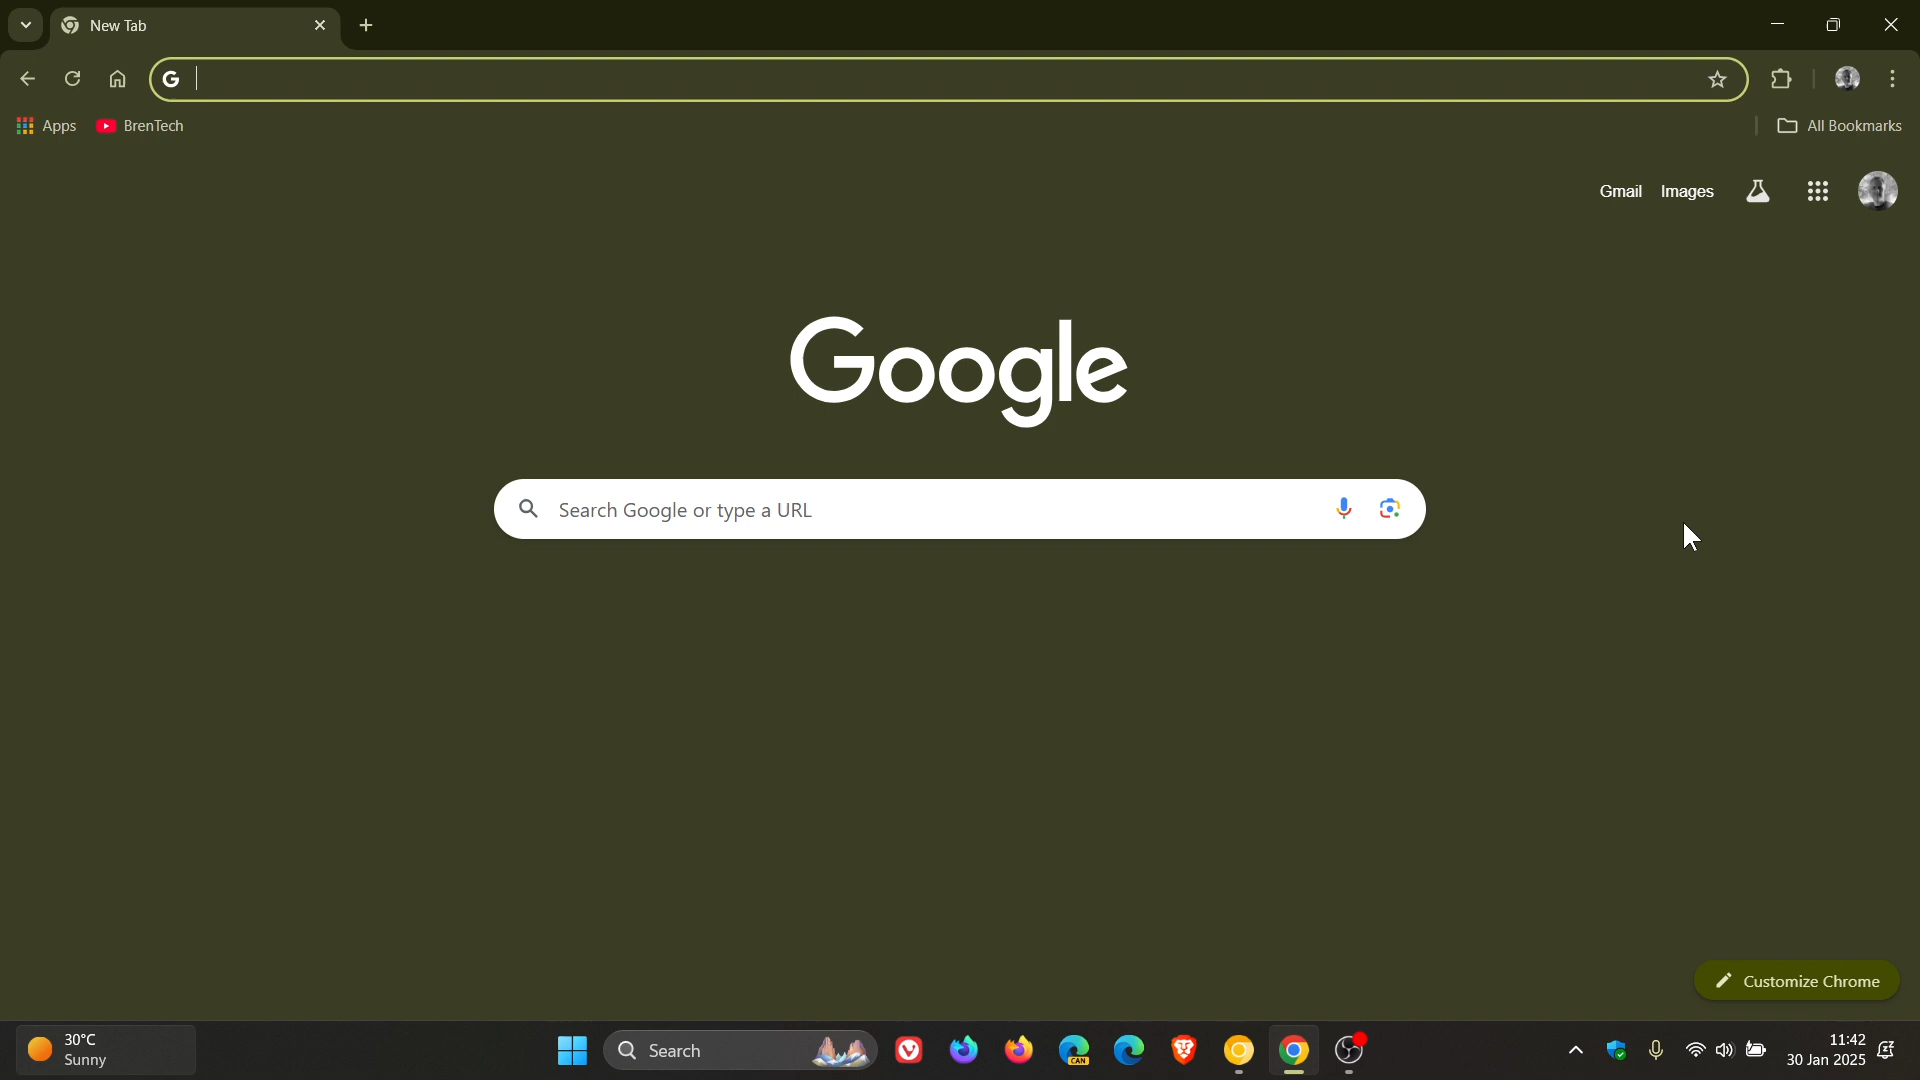 New Tab
Apps
BrenTech
All Bookmarks
Gmail
Images
Google
Search Google or type a URL
Customize Chrome
30°C
Sunny
Search
CAN
11:42
30 Jan 2025